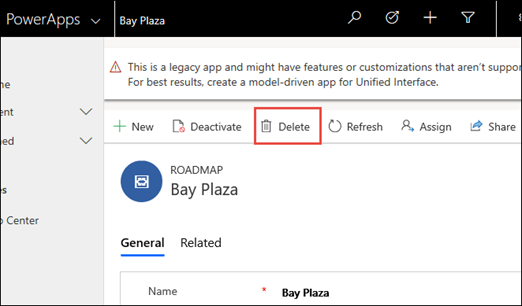 PowerApps Bay Plaza
This is a legacy app and might have features or customizations that aren't suppo
For best results, create a model-driven app for Unified Interface.
New Deactivate Delete Refresh Assign Share
ROADMAP
Bay Plaza
General Related
Name * Bay Plaza
me
ent
ned
es
p Center